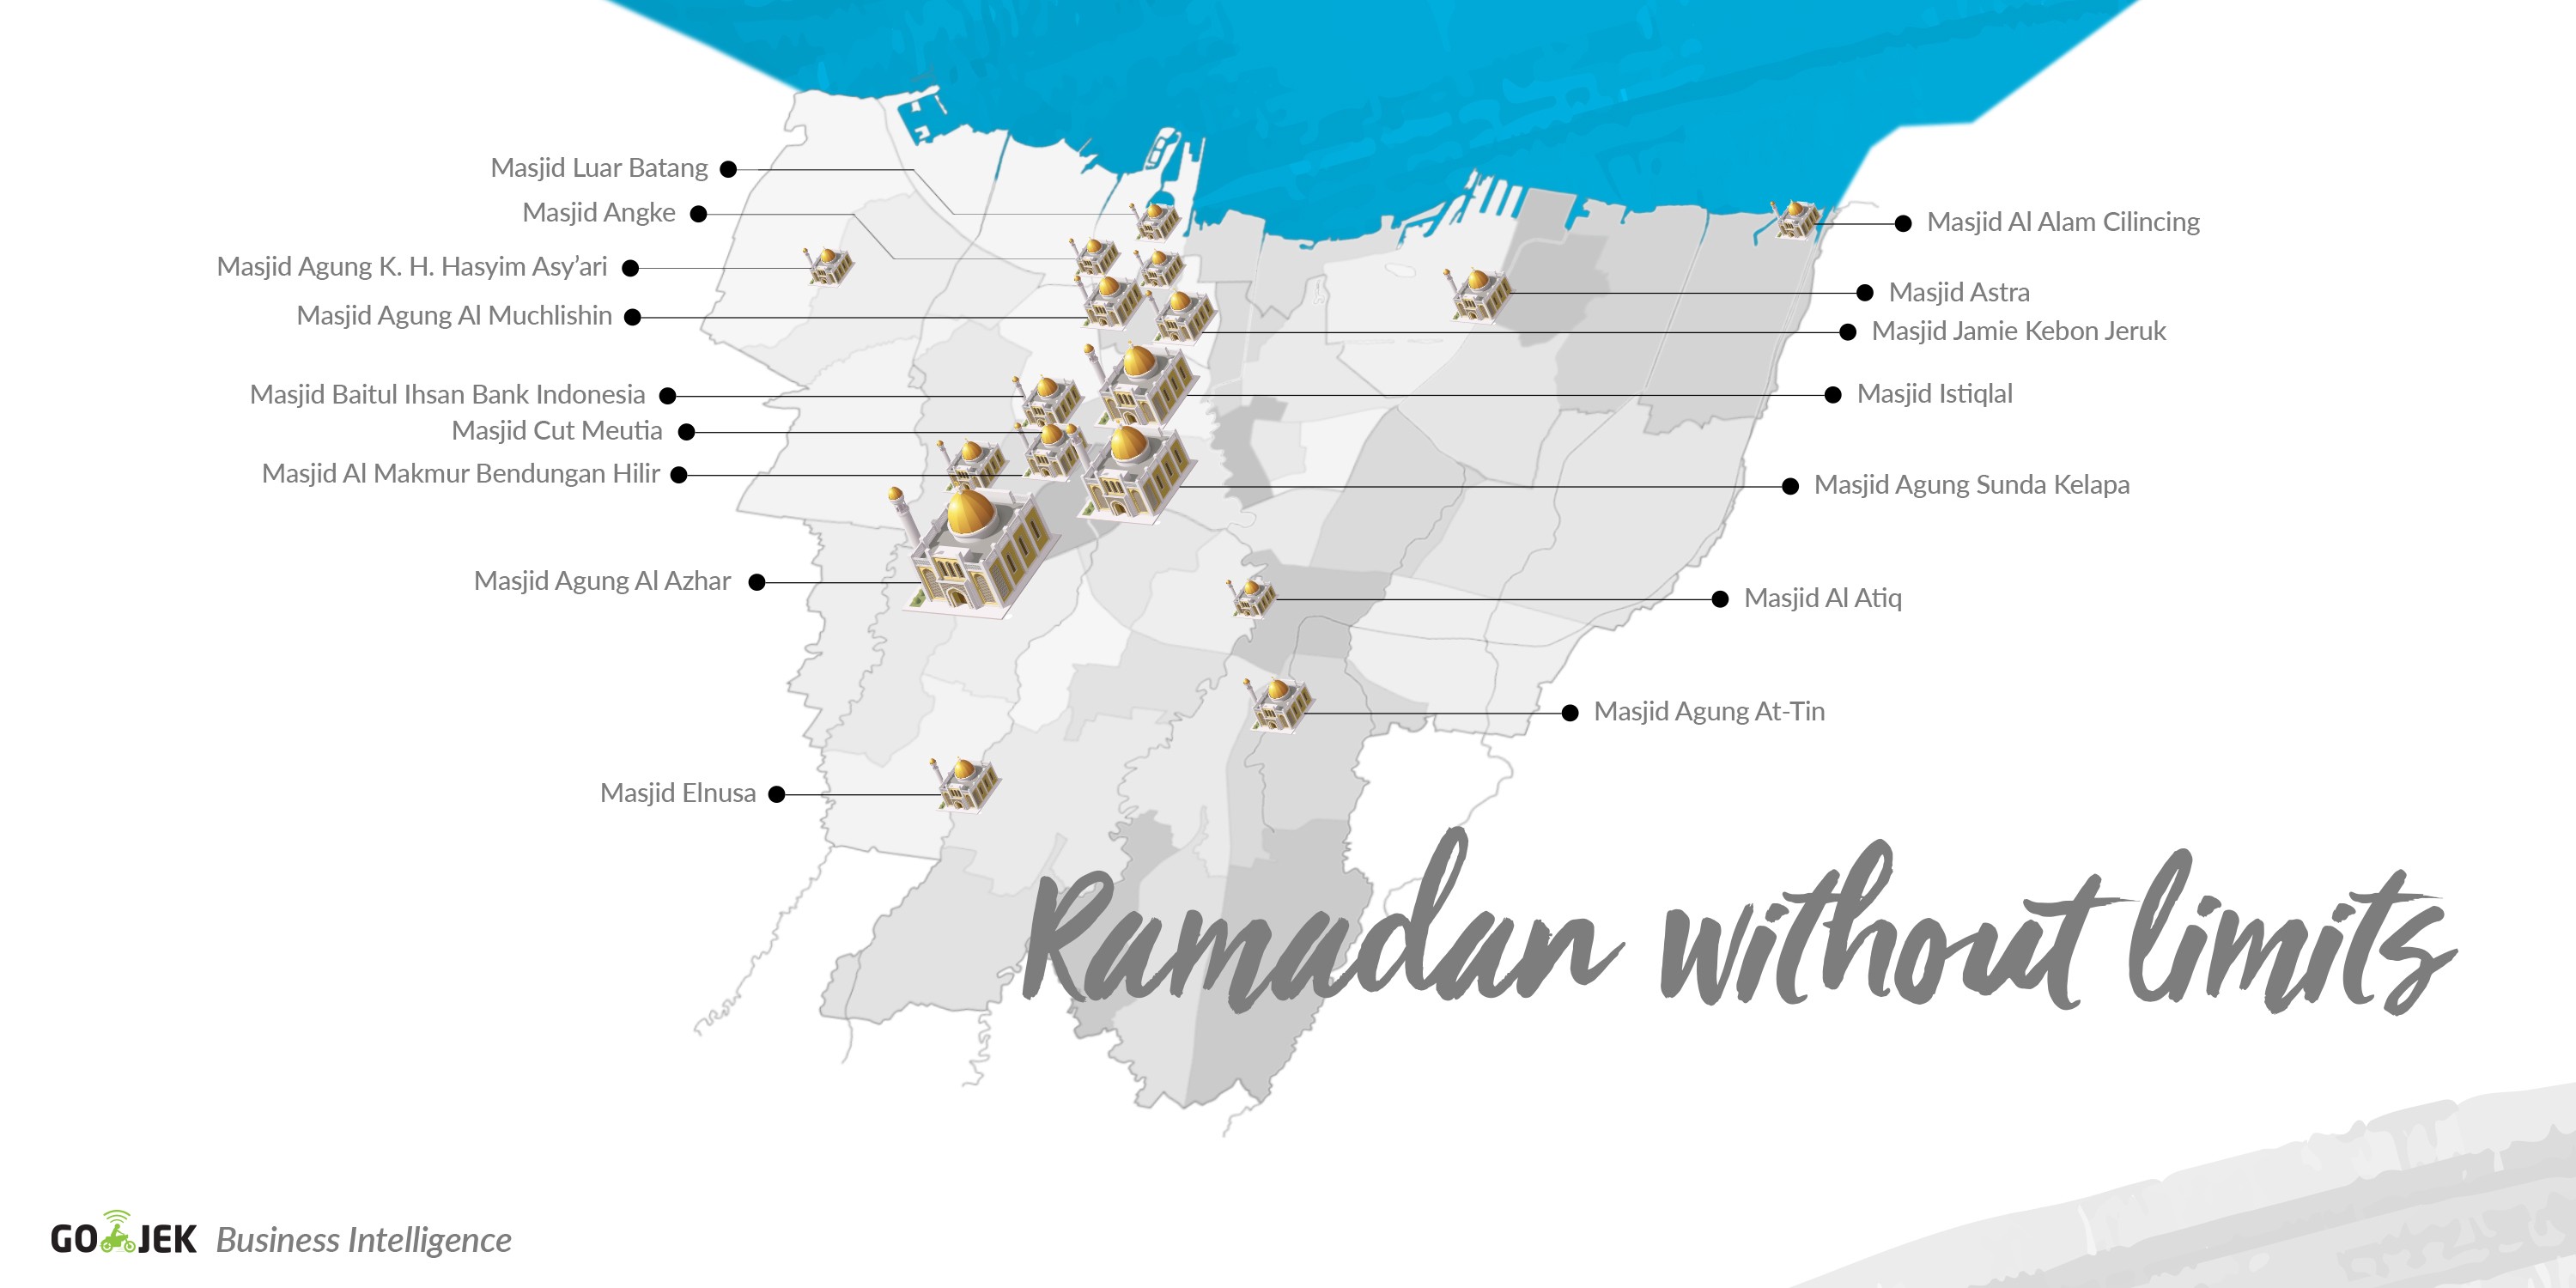 Masjid Luar Batang
Masjid Angke
Masjid Agung K. H. Hasyim Asy’ari
Masjid Agung Al Muchlishin
Masjid Baitul Ihsan Bank Indonesia
Masjid Cut Meutia
Masjid Al Makmur Bendungan Hilir
Masjid Agung Al Azhar
Masjid Elnusa
Masjid Al Alam Cilincing
Masjid Astra
Masjid Jamie Kebon Jeruk
Masjid Istiqlal
Masjid Agung Sunda Kelapa
Masjid Al Atiq
Masjid Agung At-Tin
Ramadan without limits
GO JEK Business Intelligence